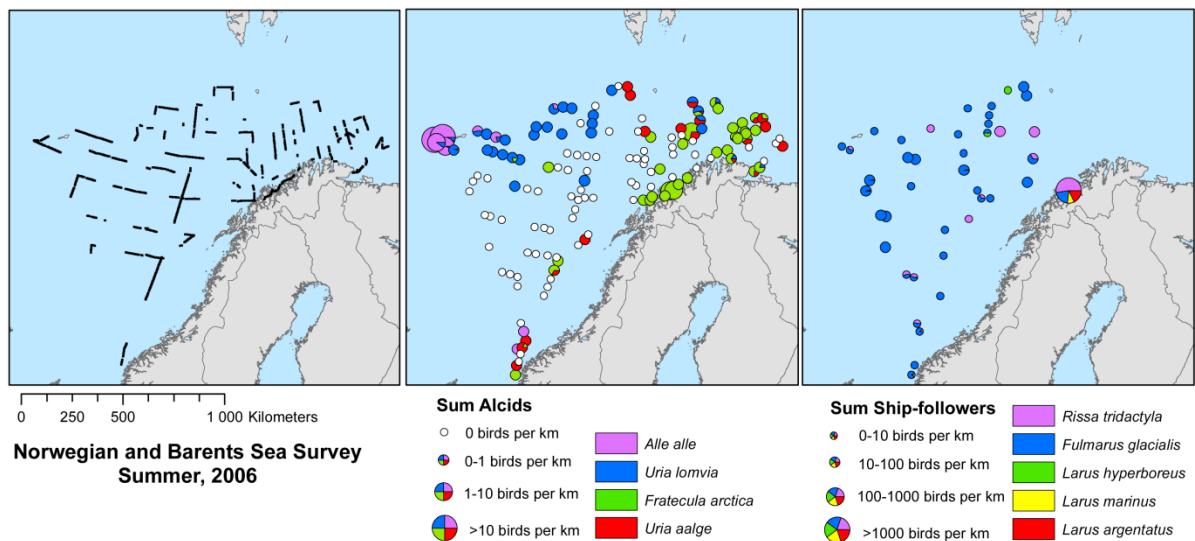 0 250 500 1 000 Kilometers
Norwegian and Barents Sea Survey
Summer, 2006
Sum Alcids
0 birds per km
0-1 birds per km
1-10 birds per km
>10 birds per km
Alle alle
Uria lomvia
Fratecula arctica
Uria aalge
Sum Ship-followers
0-10 birds per km
10-100 birds per km
100-1000 birds per km
>1000 birds per km
Rissa tridactyla
Fulmarus glacialis
Larus hyperboreus
Larus marinus
Larus argentatus